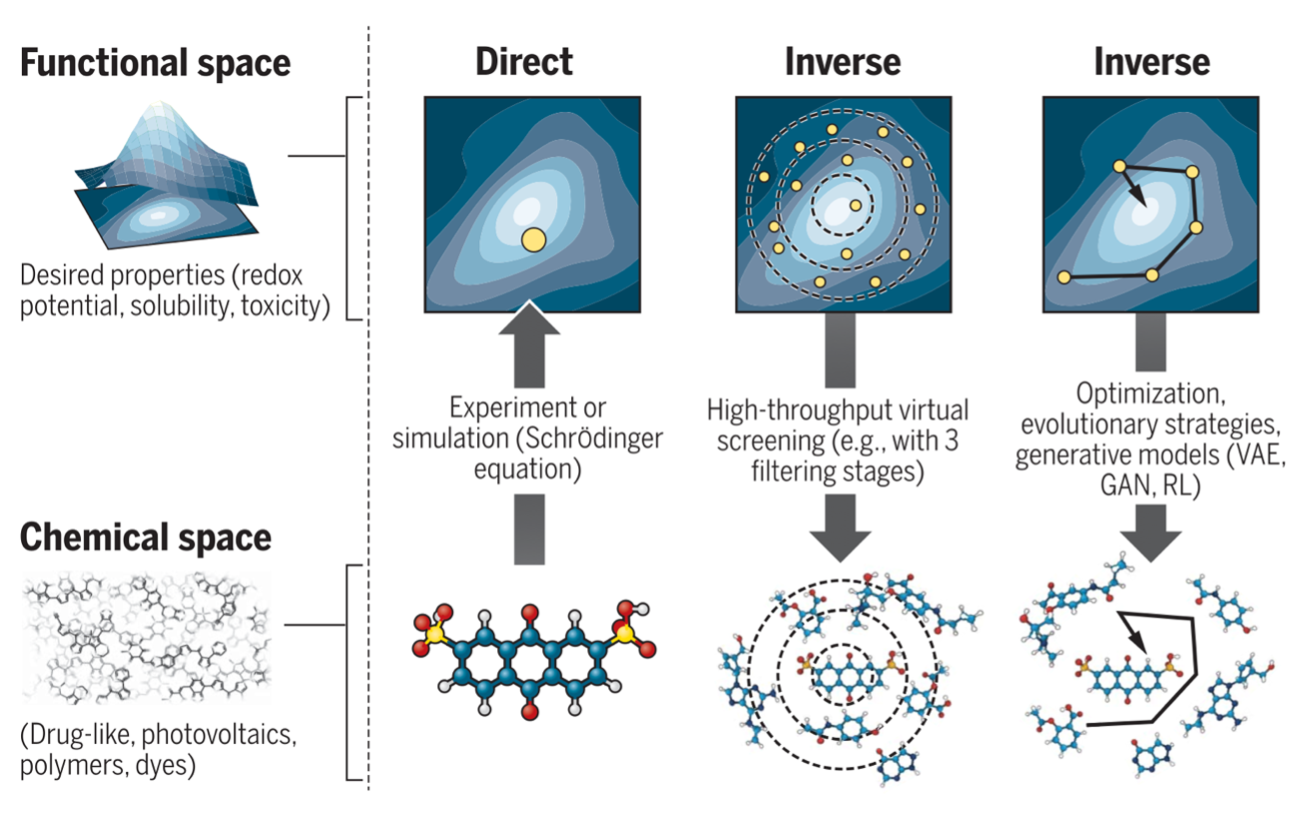 Functional space
Desired properties (redox
potential, solubility, toxicity)
Chemical space
(Drug-like, photovoltaics,
polymers, dyes)
Direct
Experiment or
simulation (Schrödinger
equation)
Inverse
High-throughput virtual
screening (e.g., with 3
filtering stages)
Inverse
Optimization,
evolutionary strategies,
generative models (VAE,
GAN, RL)